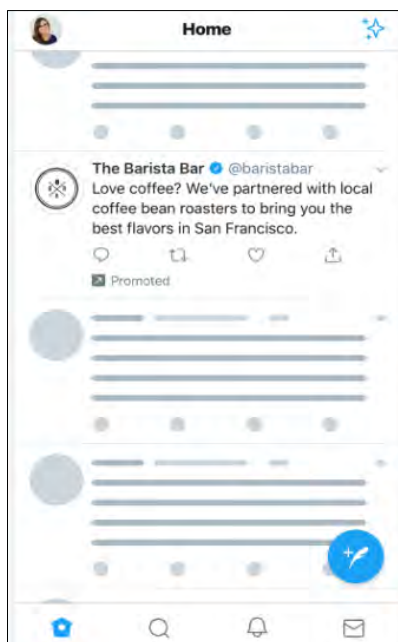 Home
The Barista Bar @baristabar
Love coffee? We've partnered with local
coffee bean roasters to bring you the
best flavors in San Francisco.
Promoted